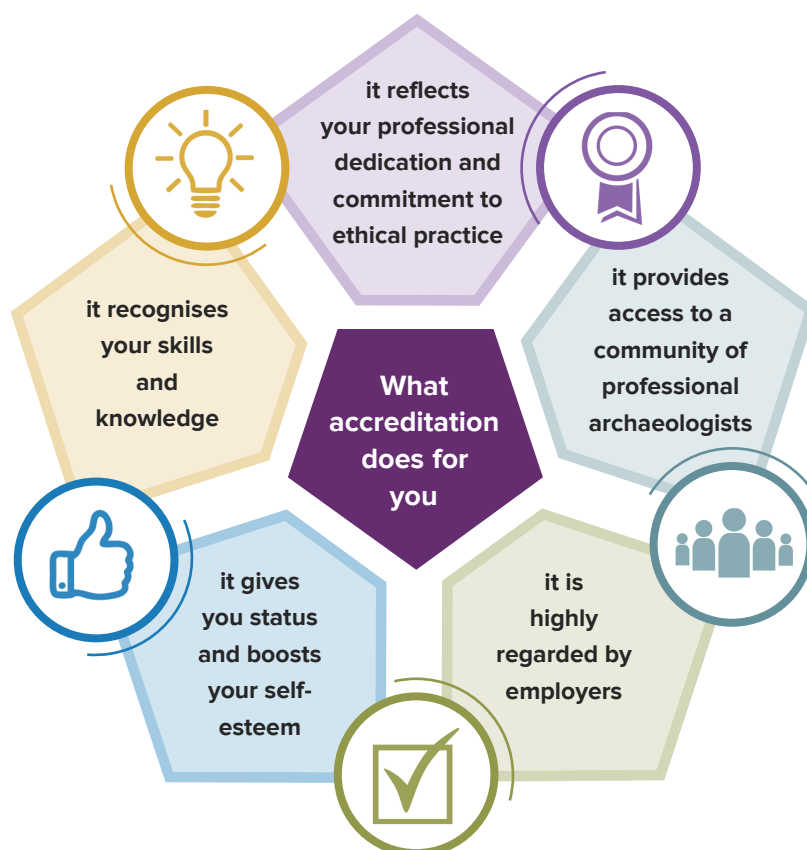 it reflects
your professional
dedication and
commitment to
ethical practice
it provides
access to a
community of
professional
archaeologists
it is
highly
regarded by
employers
it gives
you status
and boosts
your self-
esteem
it recognises
your skills
and
knowledge
What
accreditation
does for
you